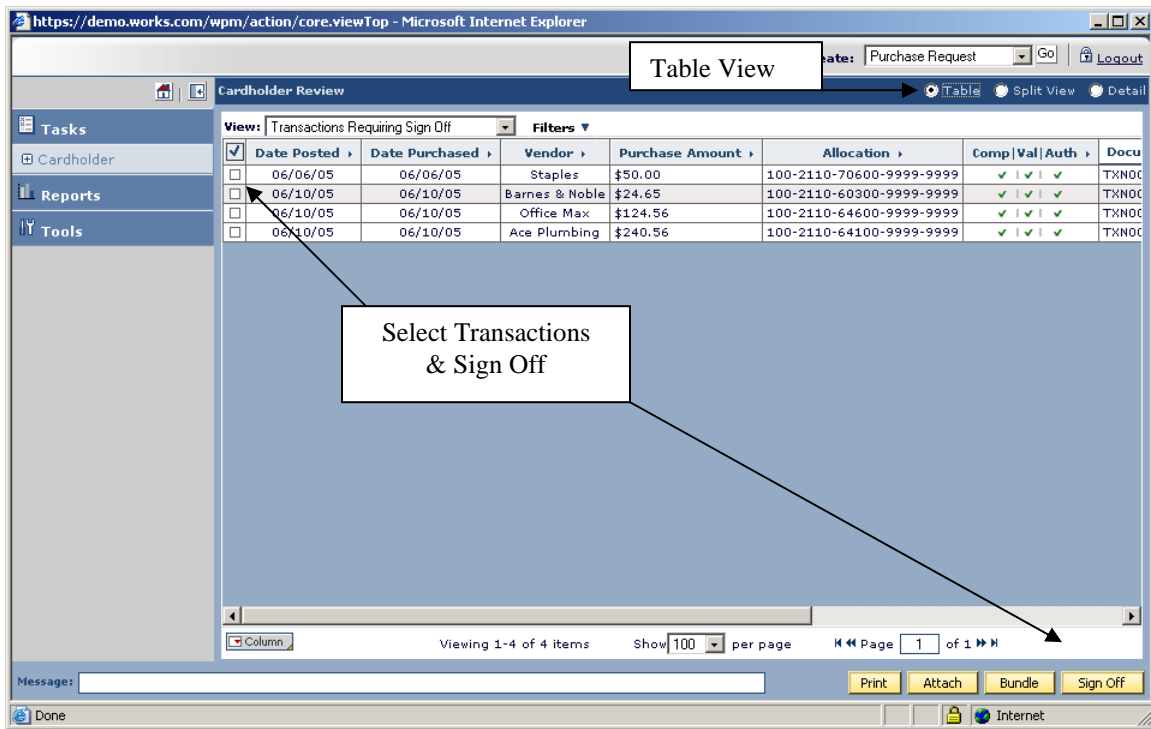 https://demo.works.com/wpm/action/core.viewTop - Microsoft Internet Explorer
Table View
eate: Purchase Request Go Logout
Cardholder Review Table Split View Detail
Tasks
Cardholder
Reports
Tools
View: Transactions Requiring Sign Off Filters
Date Posted Date Purchased Vendor Purchase Amount Allocation Comp|Val|Auth Docu
06/06/05 06/06/05 Staples $50.00 100-2110-70600-9999-9999 TXN00
06/10/05 06/10/05 Barnes & Noble $24.65 100-2110-60300-9999-9999 TXN00
06/10/05 06/10/05 Office Max $124.56 100-2110-64600-9999-9999 TXN00
06/10/05 06/10/05 Ace Plumbing $240.56 100-2110-64100-9999-9999 TXN00
Select Transactions
& Sign Off
Column Viewing 1-4 of 4 items Show 100 per page Page 1 of 1
Message: Print Attach Bundle Sign Off
Done Internet